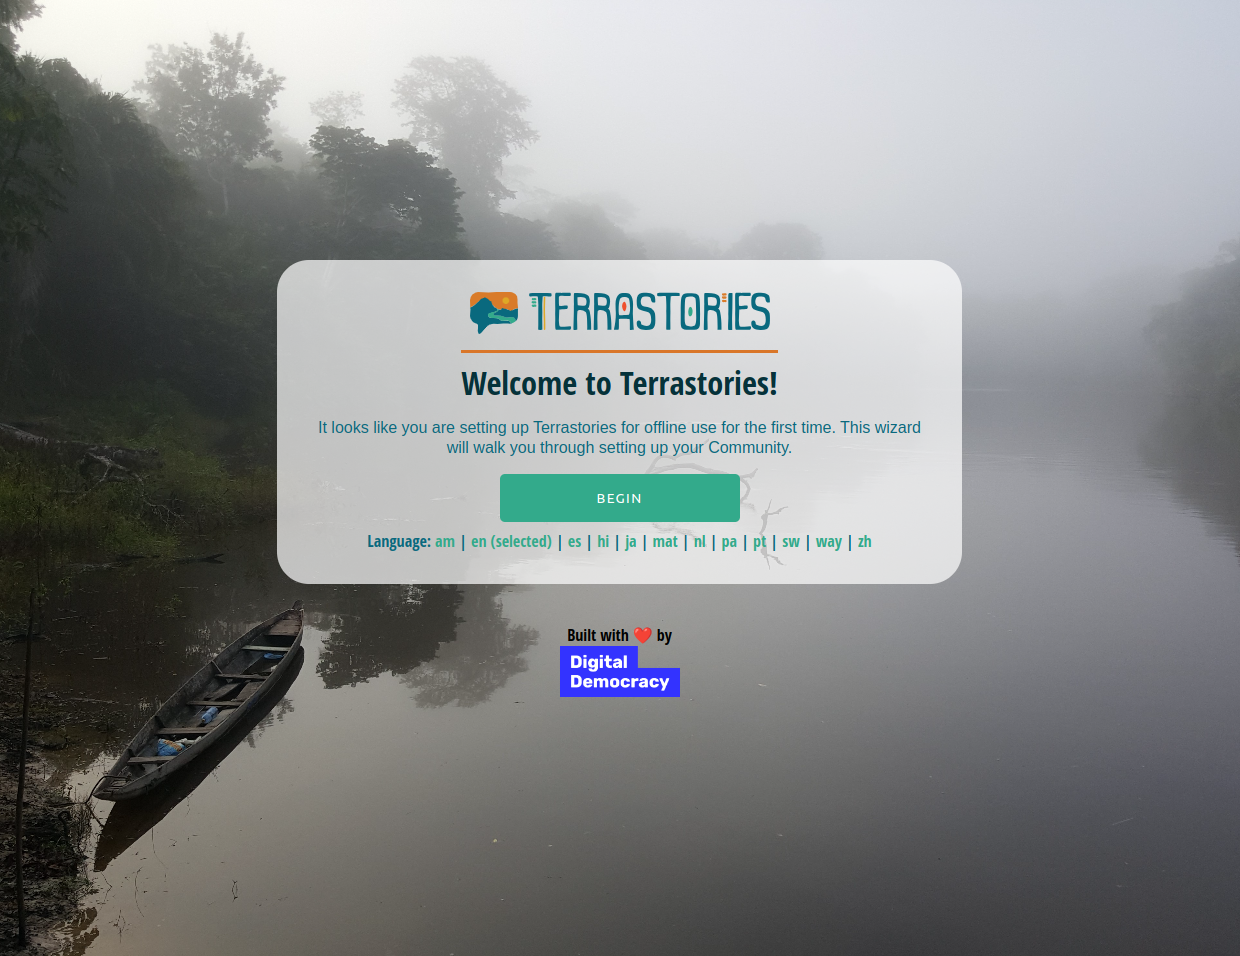 TERRASTORIES
Welcome to Terrastories!
It looks like you are setting up Terrastories for offline use for the first time. This wizard
will walk you through setting up your Community.
BEGIN
Language: am | en (selected) | es | hi | ja | mat | nl | pa | pt | sw | way | zh
Built with ❤️ by
Digital
Democracy